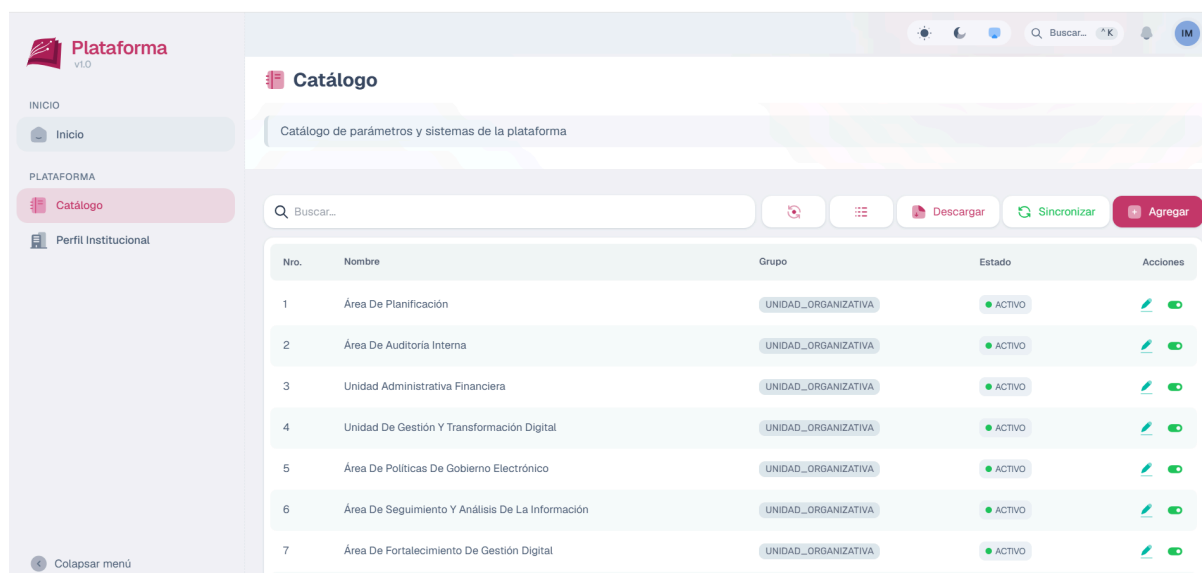 Plataforma
v1.0
INICIO
Inicio
PLATAFORMA
Catálogo
Perfil Institucional
Colapsar menú
Buscar... ^K
IM
Catálogo
Catálogo de parámetros y sistemas de la plataforma
Buscar...
Descargar
Sincronizar
Agregar
Nro. Nombre Grupo Estado Acciones
1 Área De Planificación UNIDAD_ORGANIZATIVA ACTIVO
2 Área De Auditoría Interna UNIDAD_ORGANIZATIVA ACTIVO
3 Unidad Administrativa Financiera UNIDAD_ORGANIZATIVA ACTIVO
4 Unidad De Gestión Y Transformación Digital UNIDAD_ORGANIZATIVA ACTIVO
5 Área De Políticas De Gobierno Electrónico UNIDAD_ORGANIZATIVA ACTIVO
6 Área De Seguimiento Y Análisis De La Información UNIDAD_ORGANIZATIVA ACTIVO
7 Área De Fortalecimiento De Gestión Digital UNIDAD_ORGANIZATIVA ACTIVO